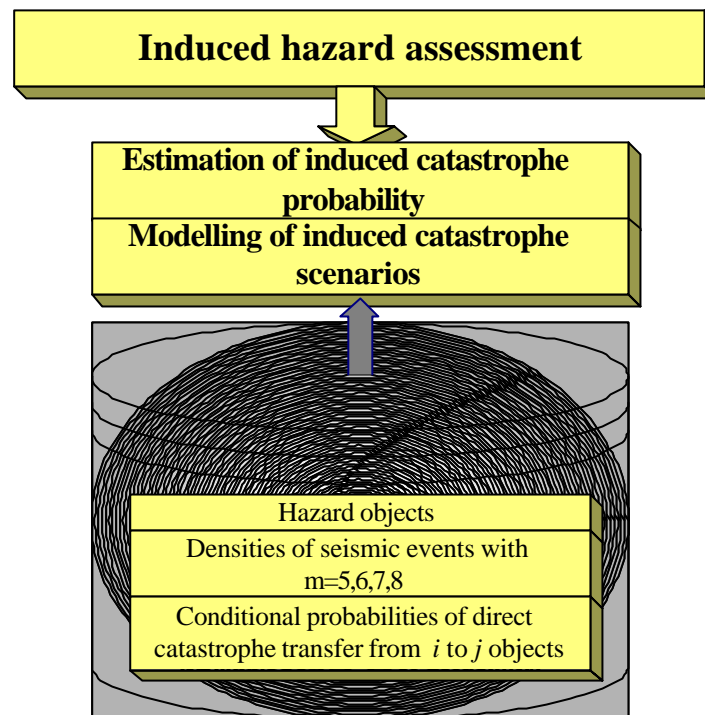 Induced hazard assessment
Estimation of induced catastrophe
probability
Modelling of induced catastrophe
scenarios
Hazard objects
Densities of seismic events with
m=5,6,7,8
Conditional probabilities of direct
catastrophe transfer from i to j objects